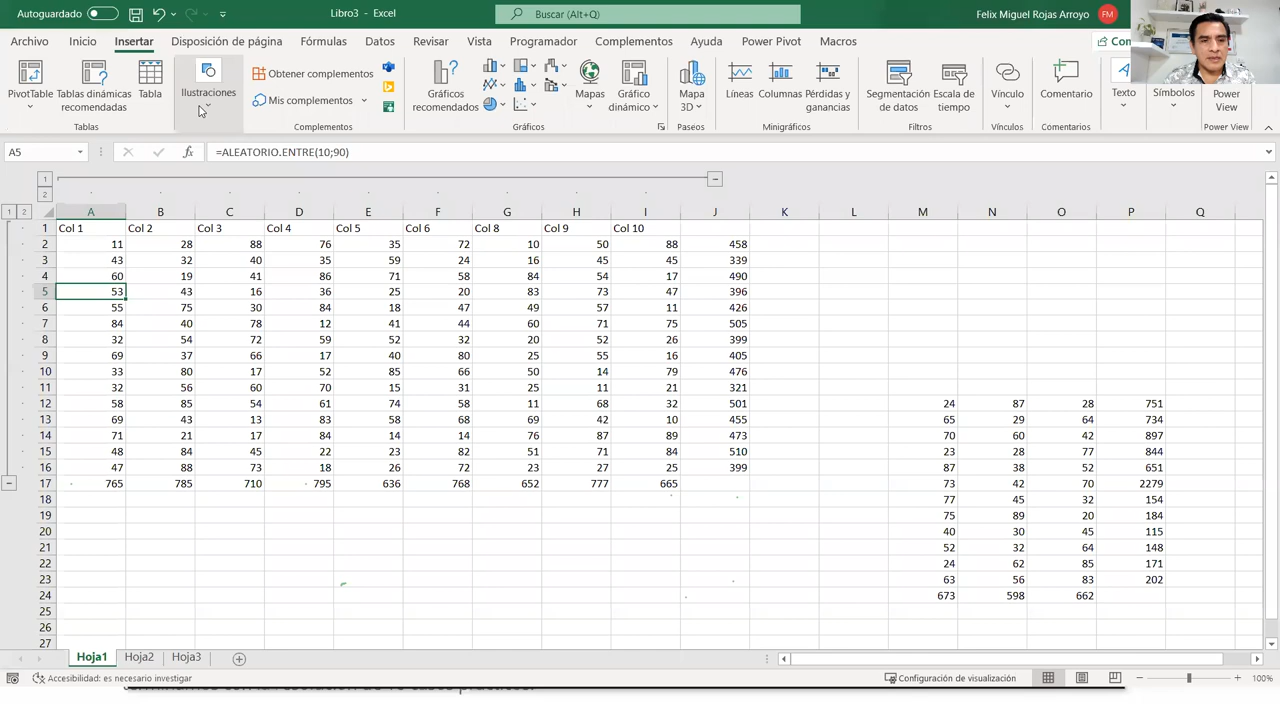 Autoguardado
Libro3 - Excel
Buscar (Alt+Q)
Felix Miguel Rojas Arroyo
FM
Archivo Inicio Insertar Disposición de página Fórmulas Datos Revisar Vista Programador Complementos Ayuda Power Pivot Macros
PivotTable
Tablas dinámicas recomendadas
Tabla
Ilustraciones
Obtener complementos
Mis complementos
Gráficos recomendados
Mapas
Gráfico dinámico
Mapa 3D
Líneas
Columnas
Pérdidas y ganancias
Segmentación de datos
Escala de tiempo
Vínculo
Comentario
Texto
Símbolos
Power View
Tablas Complementos Gráficos Paseos Minigráficos Filtros Vínculos Comentarios Power View
A5 fx =ALEATORIO.ENTRE(10;90)
1
2
1 2 A B C D E F G H I J K L M N O P Q
1 Col 1 Col 2 Col 3 Col 4 Col 5 Col 6 Col 8 Col 9 Col 10
2 11 28 88 76 35 72 10 50 88 458
3 43 32 40 35 59 24 16 45 45 339
4 60 19 41 86 71 58 84 54 17 490
5 53 43 16 36 25 20 83 73 47 396
6 55 75 30 84 18 47 49 57 11 426
7 84 40 78 12 41 44 60 71 75 505
8 32 54 72 59 52 32 20 52 26 399
9 69 37 66 17 40 80 25 55 16 405
10 33 80 17 52 85 66 50 14 79 476
11 32 56 60 70 15 31 25 11 21 321
12 58 85 54 61 74 58 11 68 32 501 24 87 28 751
13 69 43 13 83 58 68 69 42 10 455 65 29 64 734
14 71 21 17 84 14 14 76 87 89 473 70 60 42 897
15 48 84 45 22 23 82 51 71 84 510 23 28 77 844
16 47 88 73 18 26 72 23 27 25 399 87 38 52 651
17 765 785 710 795 636 768 652 777 665 73 42 70 2279
18 77 45 32 154
19 75 89 20 184
20 40 30 45 115
21 52 32 64 148
22 24 62 85 171
23 63 56 83 202
24 673 598 662
25
26
27
Hoja1 Hoja2 Hoja3
Accesibilidad: es necesario investigar
Configuración de visualización
100%